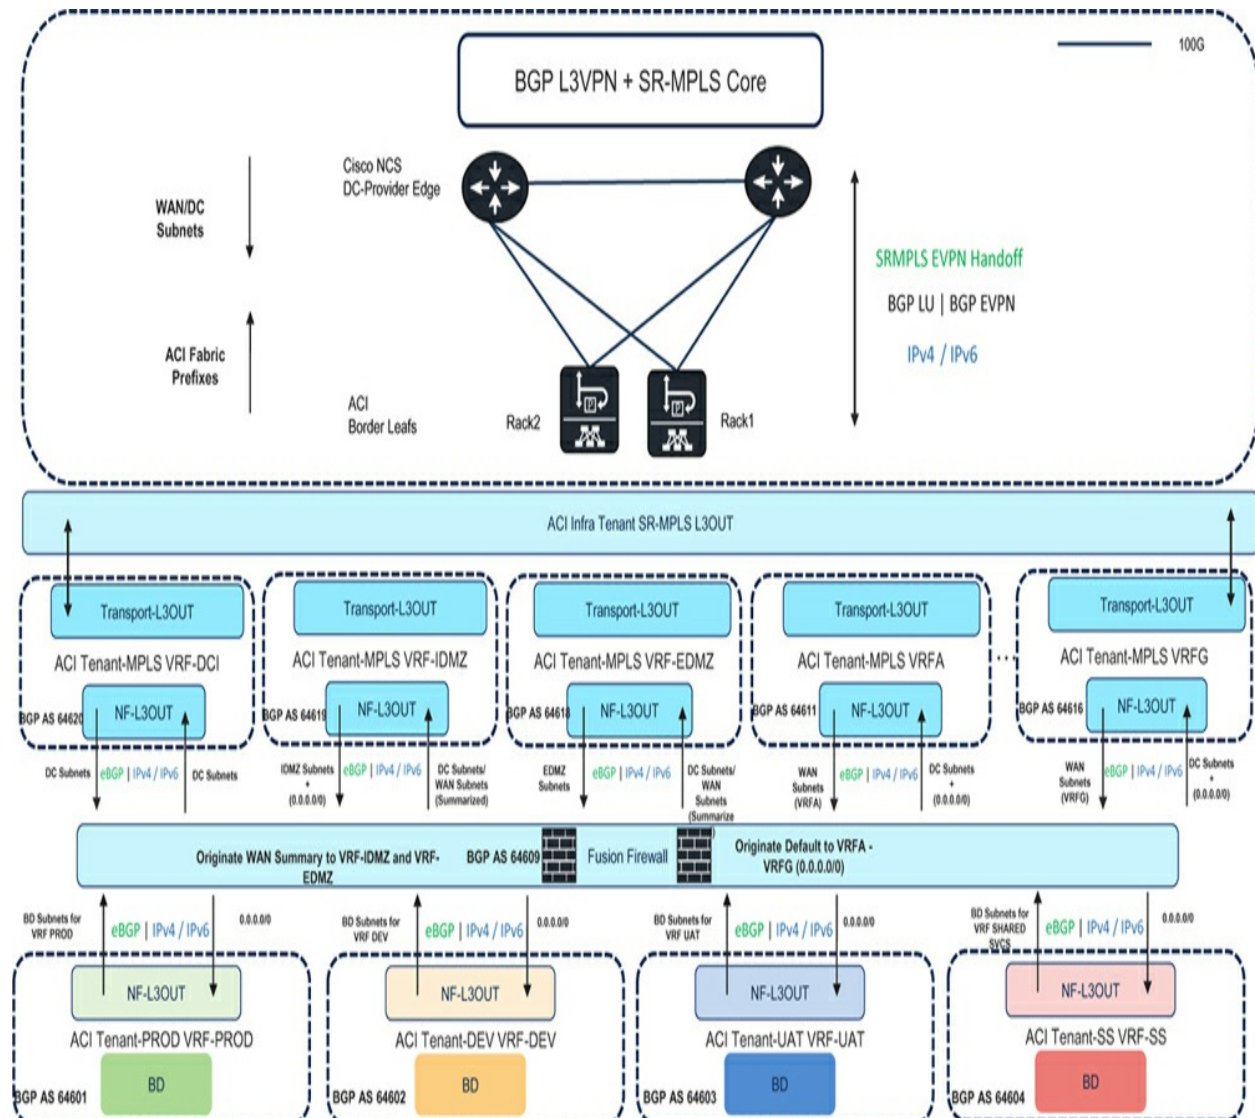 BGP L3VPN + SR-MPLS Core
100G
Cisco NCS
DC-Provider Edge
WAN/DC
Subnets
SRMPLS EVPN Handoff
BGP LU | BGP EVPN
IPv4 / IPv6
ACI Fabric
Prefixes
ACI
Border Leafs
Rack2
Rack1
ACI Infra Tenant SR-MPLS L3OUT
Transport-L3OUT
ACI Tenant-MPLS VRF-DCI
NF-L3OUT
BGP AS 64620
Transport-L3OUT
ACI Tenant-MPLS VRF-IDMZ
NF-L3OUT
BGP AS 64619
Transport-L3OUT
ACI Tenant-MPLS VRF-EDMZ
NF-L3OUT
BGP AS 64618
Transport-L3OUT
ACI Tenant-MPLS VRFA
NF-L3OUT
BGP AS 64611
...
Transport-L3OUT
ACI Tenant-MPLS VRFG
NF-L3OUT
BGP AS 64616
DC Subnets
eBGP | IPv4 / IPv6
DC Subnets
IDMZ Subnets
+
(0.0.0.0/0)
eBGP | IPv4 / IPv6
DC Subnets/
WAN Subnets
(Summarized)
EDMZ
Subnets
eBGP | IPv4 / IPv6
DC Subnets/
WAN
Subnets
(Summarize
)
WAN
Subnets
(VRFA)
eBGP | IPv4 / IPv6
DC Subnets
+
(0.0.0.0/0)
WAN
Subnets
(VRFG)
eBGP | IPv4 / IPv6
DC Subnets
+
(0.0.0.0/0)
Originate WAN Summary to VRF-IDMZ and VRF-
EDMZ
BGP AS 64609
Fusion Firewall
Originate Default to VRFA -
VRFG (0.0.0.0/0)
BD Subnets for
VRF PROD
eBGP | IPv4 / IPv6
0.0.0.0/0
BD Subnets for
VRF DEV
eBGP | IPv4 / IPv6
0.0.0.0/0
BD Subnets for
VRF UAT
eBGP | IPv4 / IPv6
0.0.0.0/0
BD Subnets for
VRF SHARED
SVCS
eBGP | IPv4 / IPv6
0.0.0.0/0
NF-L3OUT
ACI Tenant-PROD VRF-PROD
BD
BGP AS 64601
NF-L3OUT
ACI Tenant-DEV VRF-DEV
BD
BGP AS 64602
NF-L3OUT
ACI Tenant-UAT VRF-UAT
BD
BGP AS 64603
NF-L3OUT
ACI Tenant-SS VRF-SS
BD
BGP AS 64604